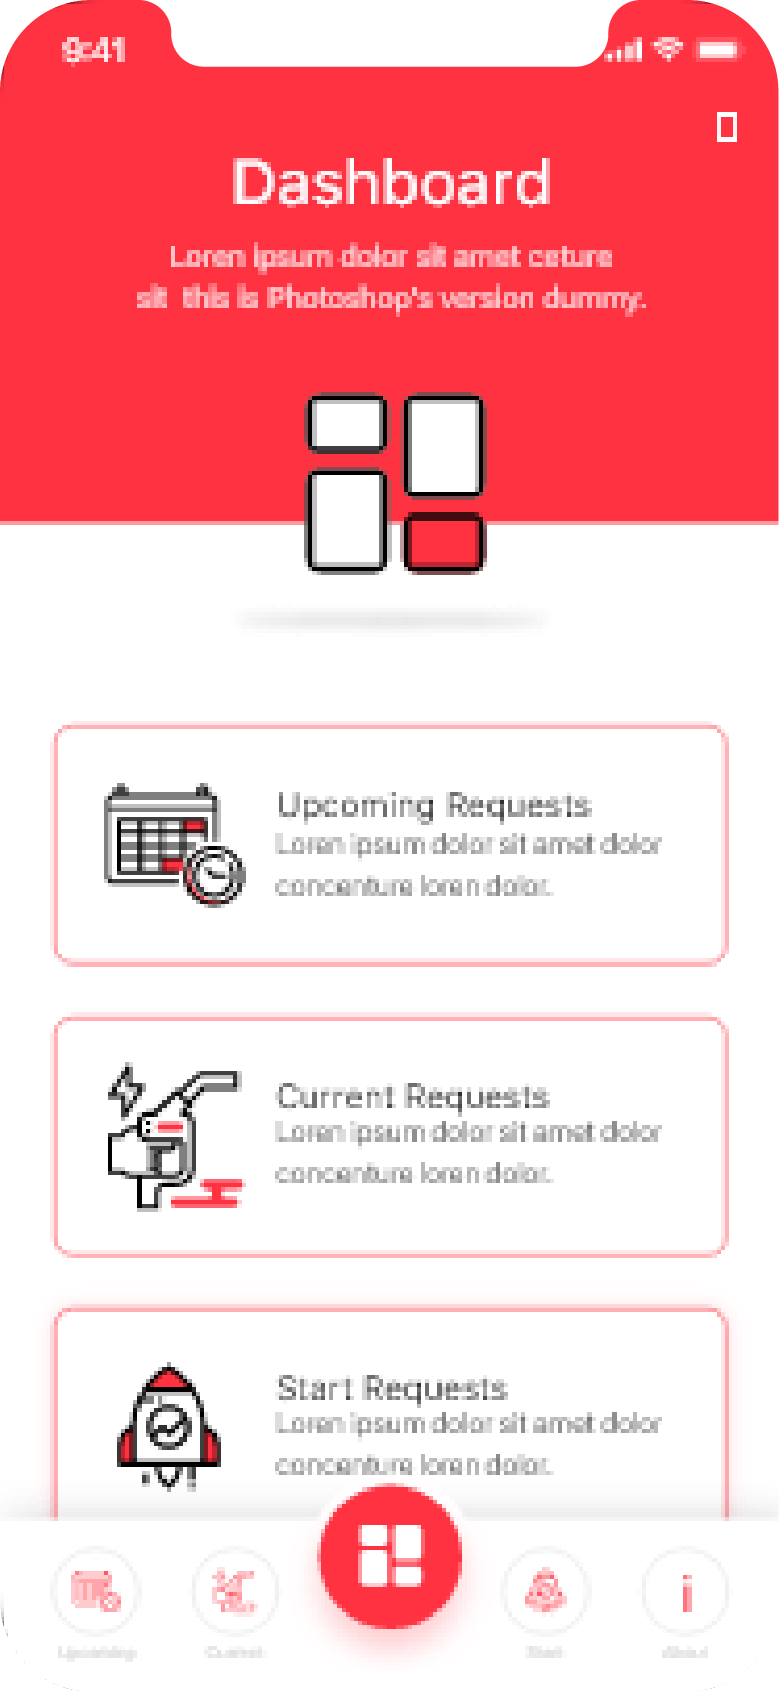 9:41
Dashboard
Loren ipsum dolor sit amet ceture
sit this is Photoshop's version dummy.
Upcoming Requests
Loren ipsum dolor sit amet dolor
concenture loren dolor.
Current Requests
Loren ipsum dolor sit amet dolor
concenture loren dolor.
Start Requests
Loren ipsum dolor sit amet dolor
concenture loren dolor.
Upcoming Current Start About